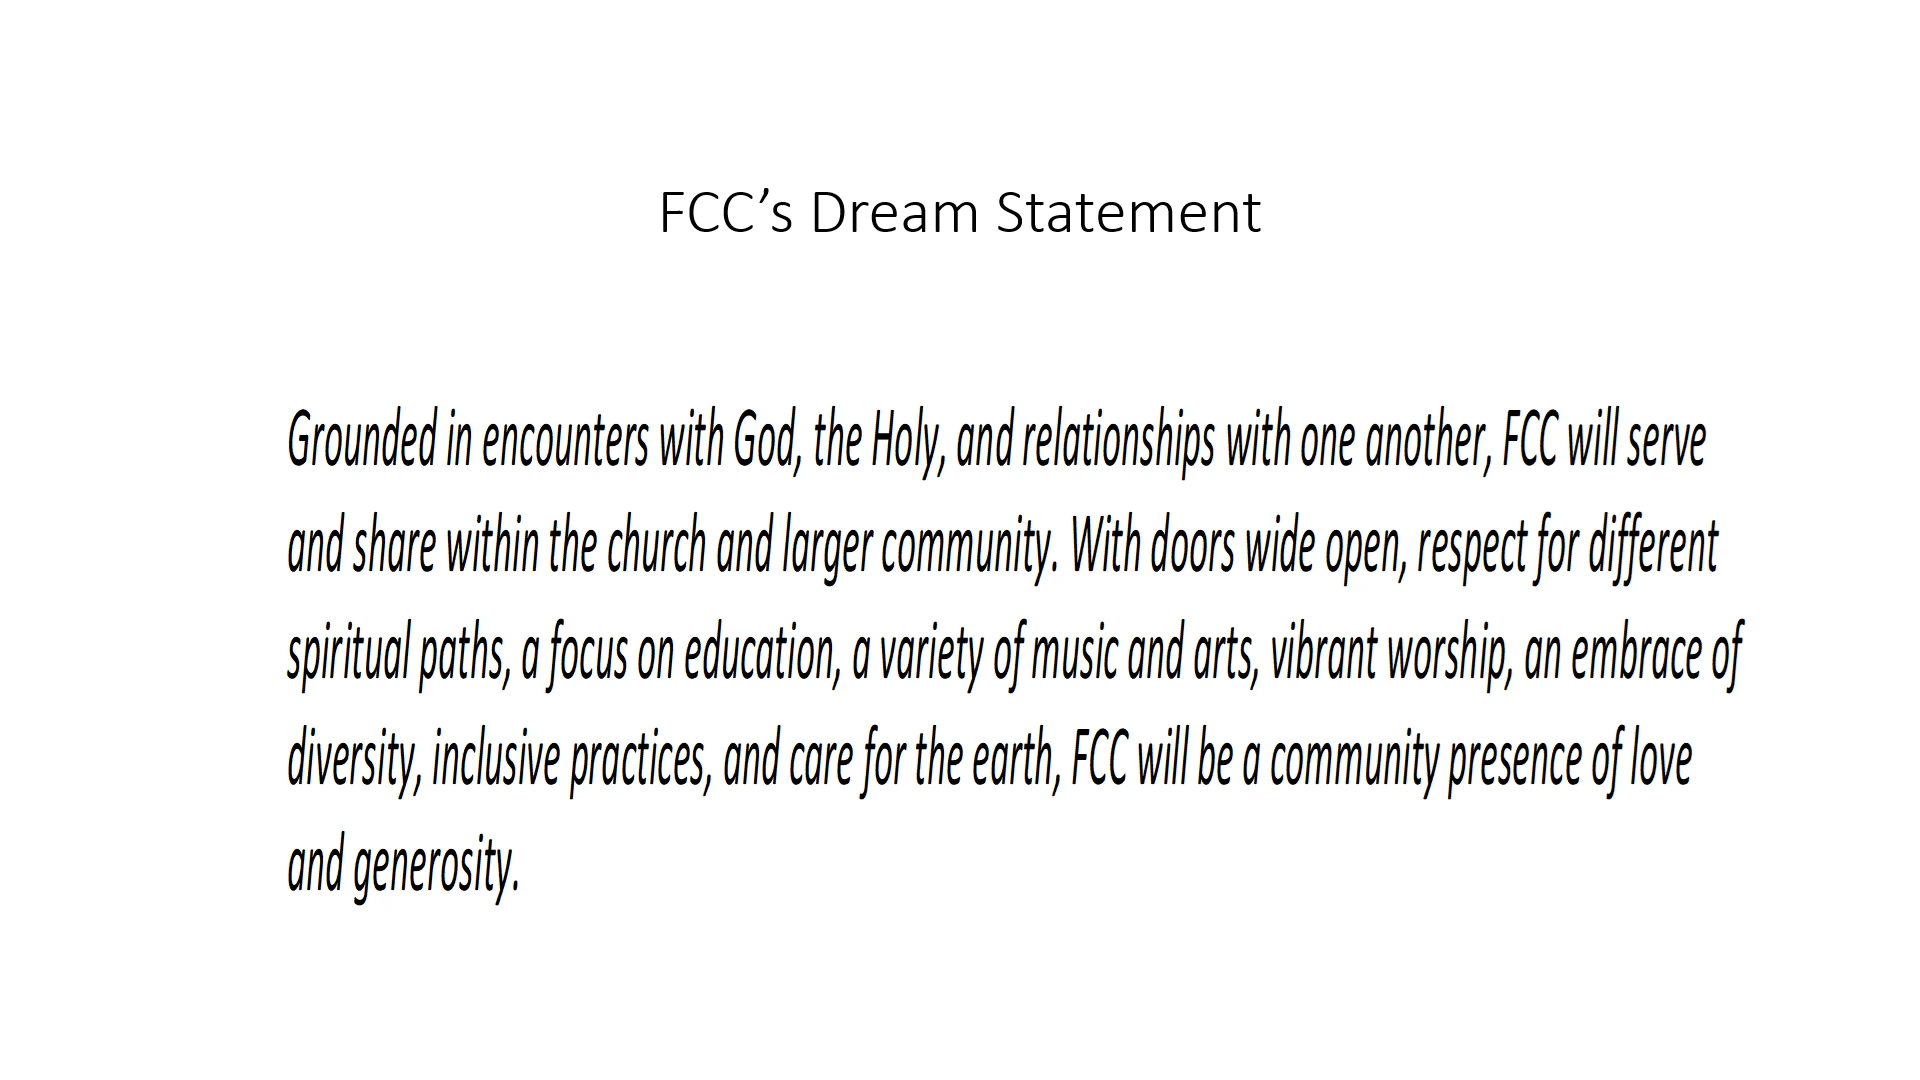 FCC’s Dream Statement
Grounded in encounters with God, the Holy, and relationships with one another, FCC will serve
and share within the church and larger community. With doors wide open, respect for different
spiritual paths, a focus on education, a variety of music and arts, vibrant worship, an embrace of
diversity, inclusive practices, and care for the earth, FCC will be a community presence of love
and generosity.